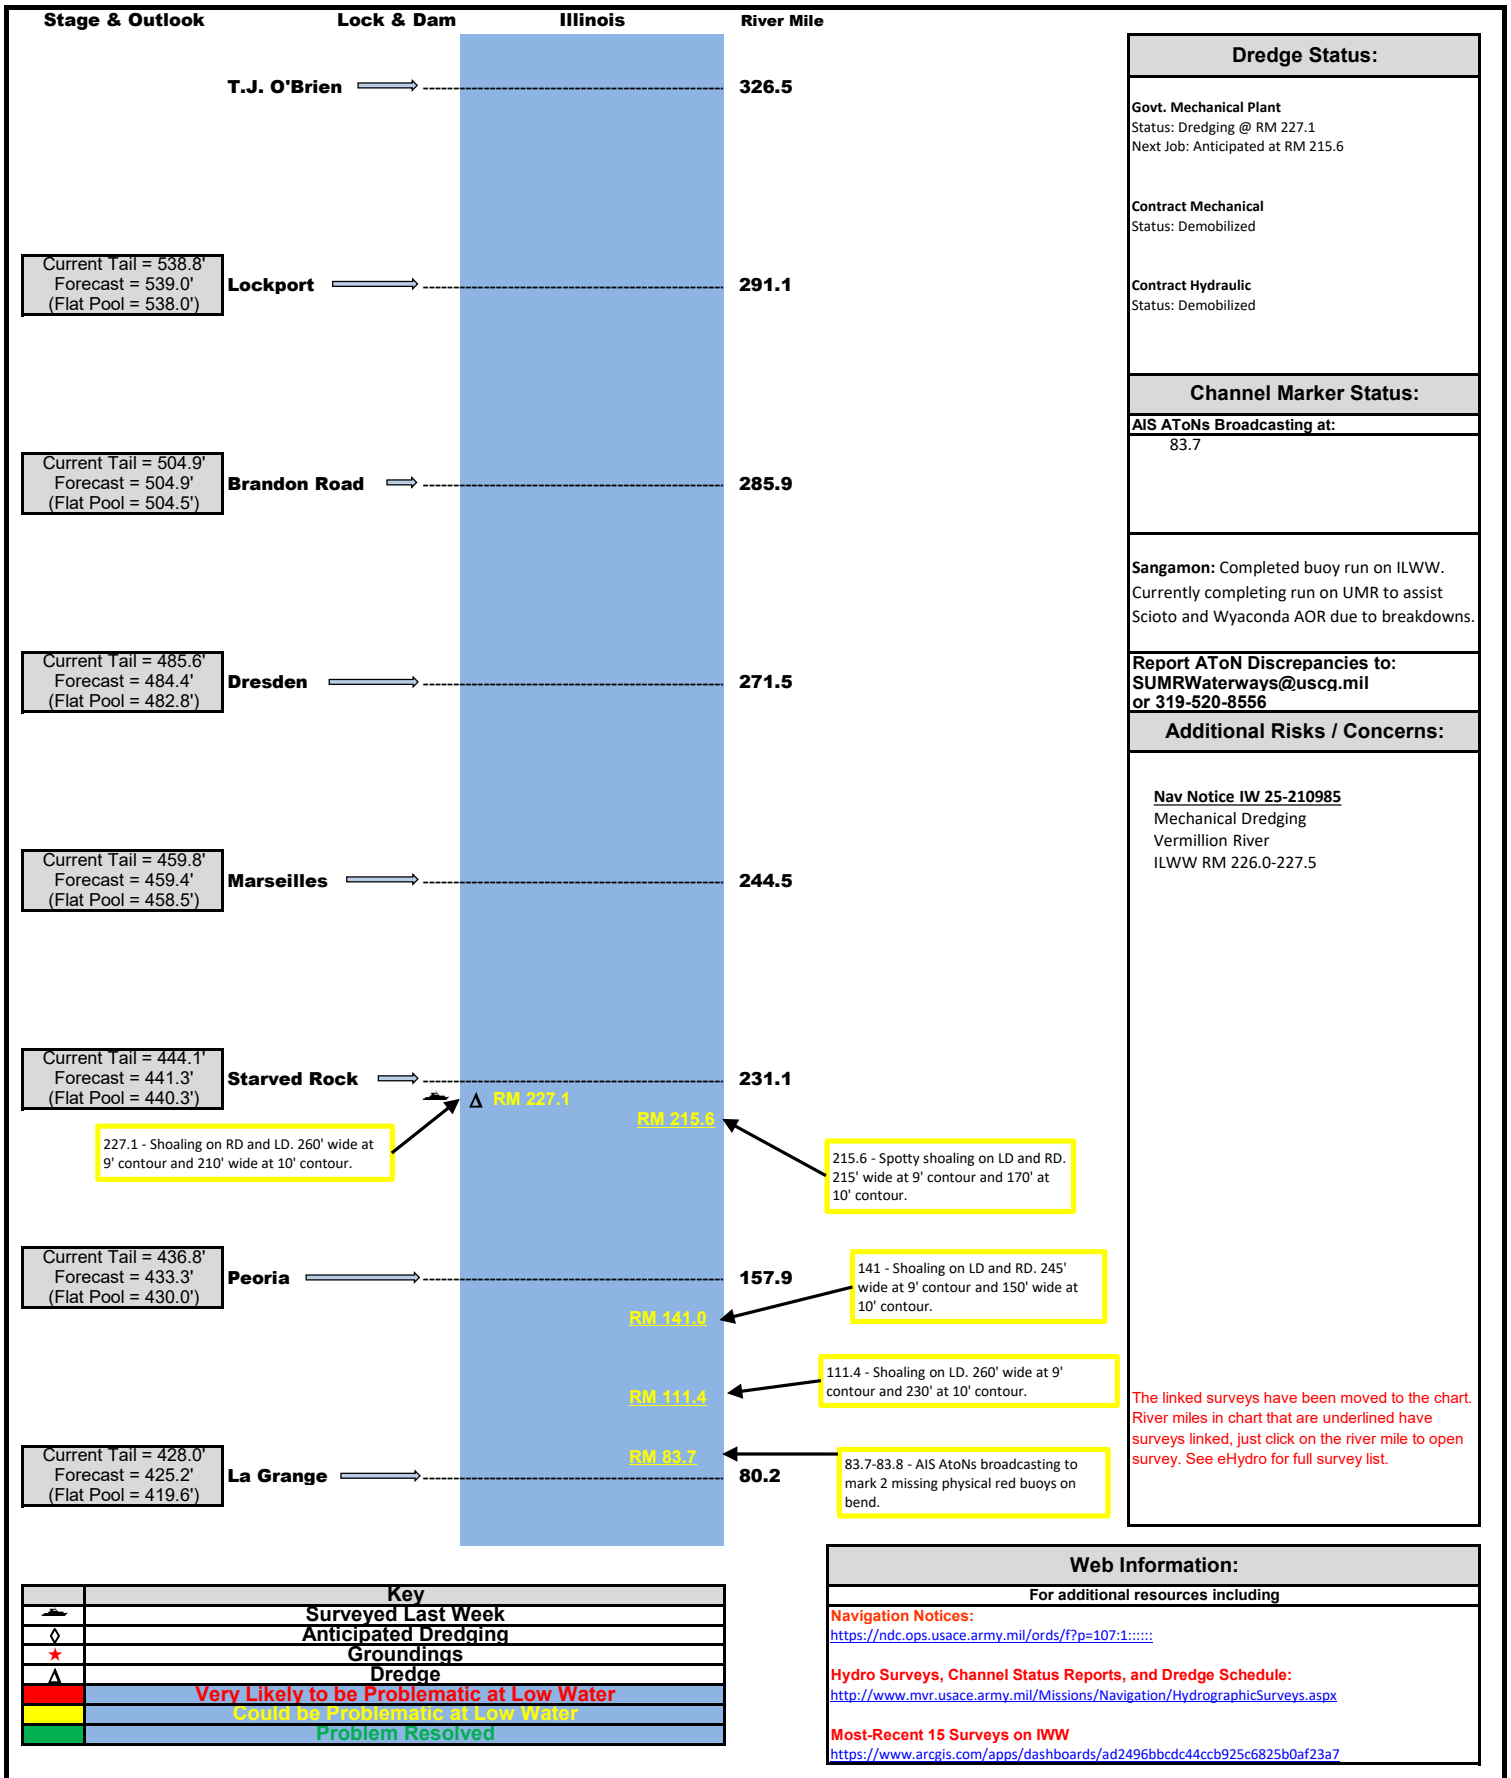 Stage & Outlook Lock & Dam Illinois River Mile
T.J. O'Brien 326.5
Current Tail = 538.8'
Forecast = 539.0'
(Flat Pool = 538.0')
Lockport 291.1
Current Tail = 504.9'
Forecast = 504.9'
(Flat Pool = 504.5')
Brandon Road 285.9
Current Tail = 485.6'
Forecast = 484.4'
(Flat Pool = 482.8')
Dresden 271.5
Current Tail = 459.8'
Forecast = 459.4'
(Flat Pool = 458.5')
Marseilles 244.5
Current Tail = 444.1'
Forecast = 441.3'
(Flat Pool = 440.3')
Starved Rock 231.1
RM 227.1
RM 215.6
227.1 - Shoaling on RD and LD. 260' wide at
9' contour and 210' wide at 10' contour.
215.6 - Spotty shoaling on LD and RD.
215' wide at 9' contour and 170' at
10' contour.
Current Tail = 436.8'
Forecast = 433.3'
(Flat Pool = 430.0')
Peoria 157.9
141 - Shoaling on LD and RD. 245'
wide at 9' contour and 150' wide at
10' contour.
RM 141.0
111.4 - Shoaling on LD. 260' wide at 9'
contour and 230' at 10' contour.
RM 111.4
RM 83.7
Current Tail = 428.0'
Forecast = 425.2'
(Flat Pool = 419.6')
La Grange 80.2
83.7-83.8 - AIS AtoNs broadcasting to
mark 2 missing physical red buoys on
bend.
Dredge Status:
Govt. Mechanical Plant
Status: Dredging @ RM 227.1
Next Job: Anticipated at RM 215.6
Contract Mechanical
Status: Demobilized
Contract Hydraulic
Status: Demobilized
Channel Marker Status:
AIS AToNs Broadcasting at:
83.7
Sangamon: Completed buoy run on ILWW.
Currently completing run on UMR to assist
Scioto and Wyaconda AOR due to breakdowns.
Report AToN Discrepancies to:
SUMRWaterways@uscg.mil
or 319-520-8556
Additional Risks / Concerns:
Nav Notice IW 25-210985
Mechanical Dredging
Vermillion River
ILWW RM 226.0-227.5
The linked surveys have been moved to the chart.
River miles in chart that are underlined have
surveys linked, just click on the river mile to open
survey. See eHydro for full survey list.
Key
Surveyed Last Week
Anticipated Dredging
Groundings
Dredge
Very Likely to be Problematic at Low Water
Could be Problematic at Low Water
Problem Resolved
Web Information:
For additional resources including
Navigation Notices:
https://ndc.ops.usace.army.mil/ords/f?p=107:1::::::
Hydro Surveys, Channel Status Reports, and Dredge Schedule:
http://www.mvr.usace.army.mil/Missions/Navigation/HydrographicSurveys.aspx
Most-Recent 15 Surveys on IWW
https://www.arcgis.com/apps/dashboards/ad2496bbcdc44ccb925c6825b0af23a7